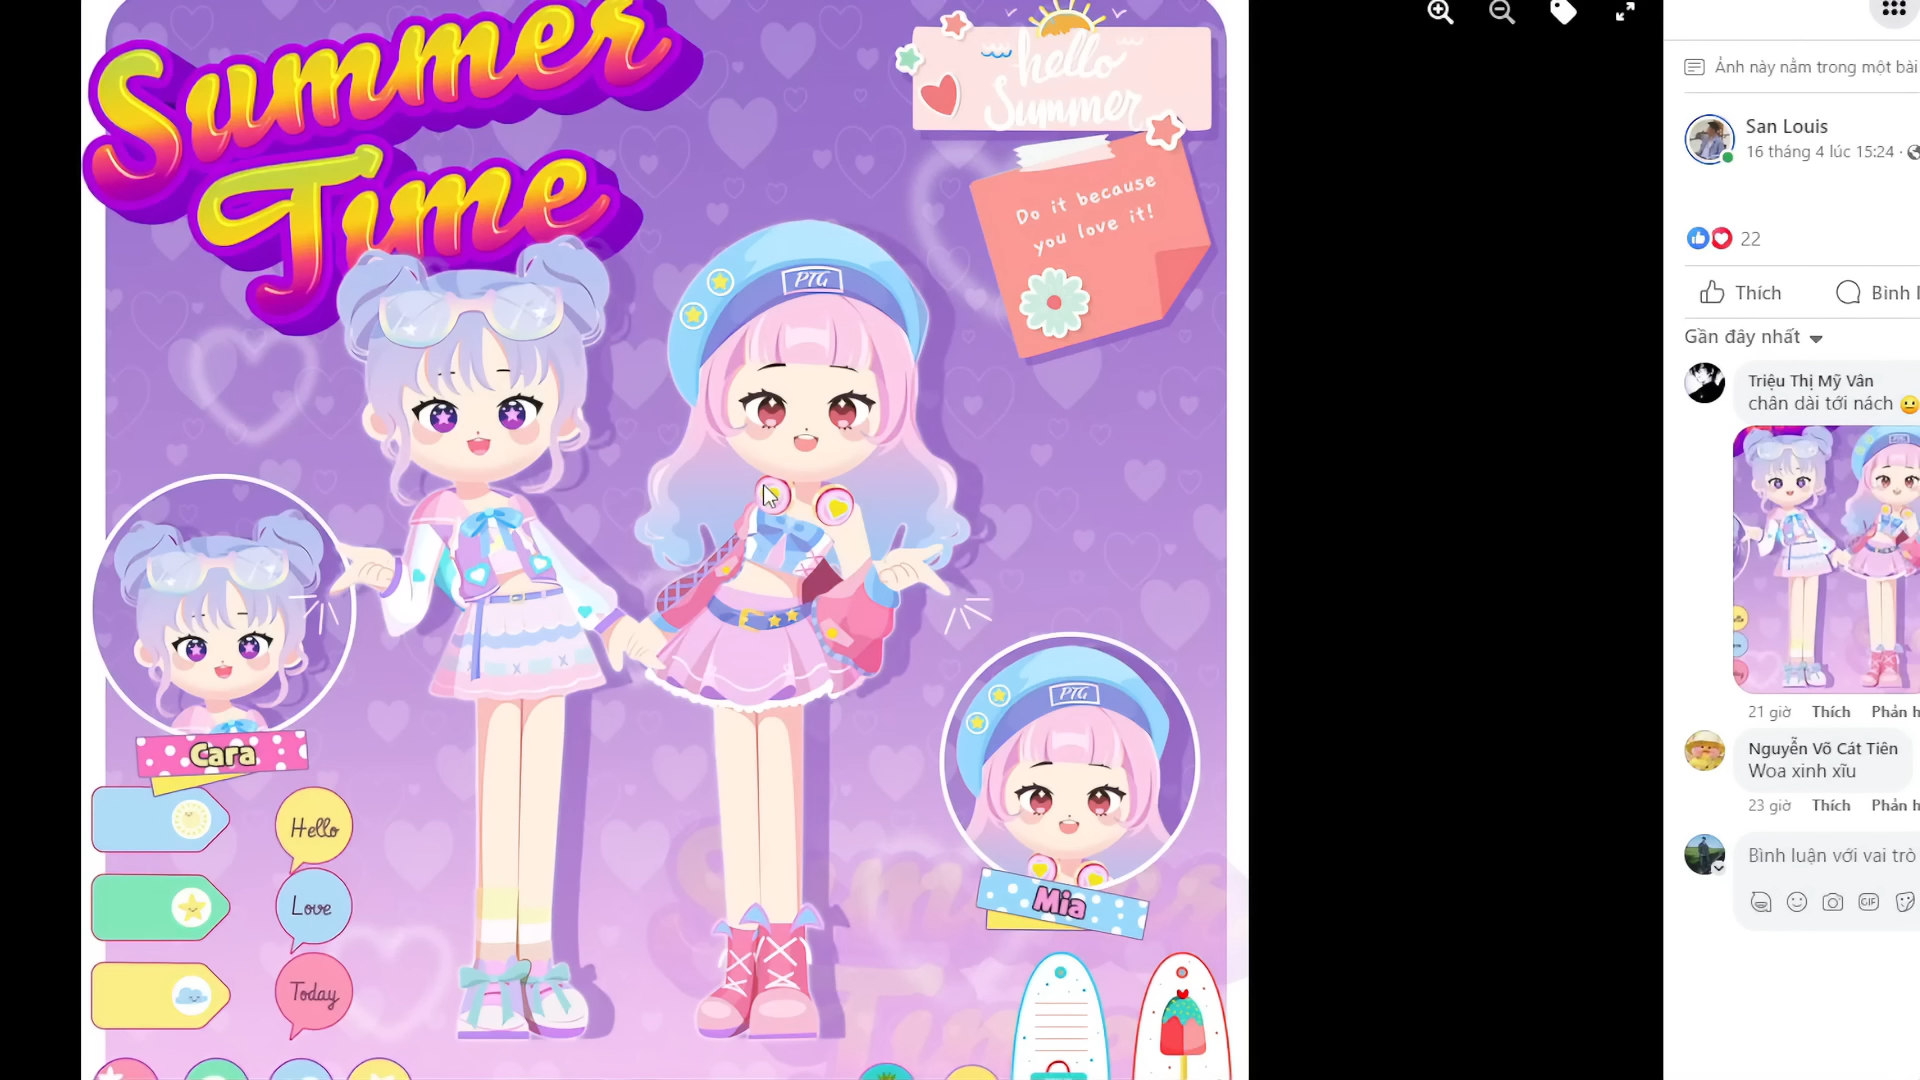 Summer
Time
hello
Summer
Do it because
you love it!
PTG
Cara
PTG
Mia
Hello
Love
Today
Ảnh này nằm trong một bài
San Louis
16 tháng 4 lúc 15:24 ·
22
Thích
Bình l
Gần đây nhất
Triệu Thị Mỹ Vân
chân dài tới nách
21 giờ Thích Phản h
Nguyễn Võ Cát Tiên
Woa xinh xĩu
23 giờ Thích Phản h
Bình luận với vai trò
GIF